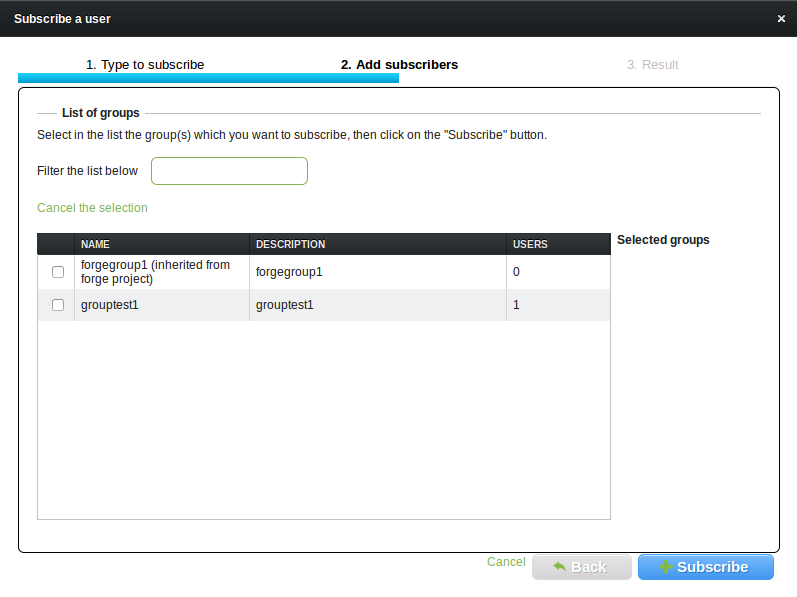 Subscribe a user ×
1. Type to subscribe 2. Add subscribers 3. Result
List of groups
Select in the list the group(s) which you want to subscribe, then click on the "Subscribe" button.
Filter the list below
Cancel the selection
NAME DESCRIPTION USERS Selected groups
forgegroup1 (inherited from
forge project) forgegroup1 0
grouptest1 grouptest1 1
Cancel Back Subscribe